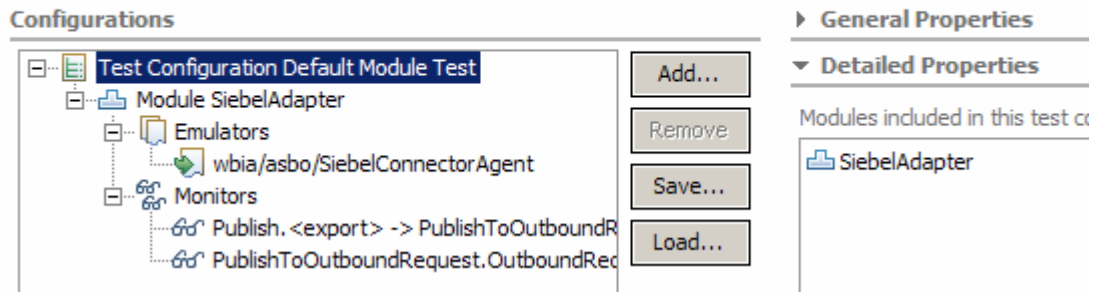 Configurations
Test Configuration Default Module Test
Module SiebelAdapter
Emulators
wbia/asbo/SiebelConnectorAgent
Monitors
Publish.<export> -> PublishToOutboundR
PublishToOutboundRequest.OutboundRec
Add...
Remove
Save...
Load...
General Properties
Detailed Properties
Modules included in this test co
SiebelAdapter